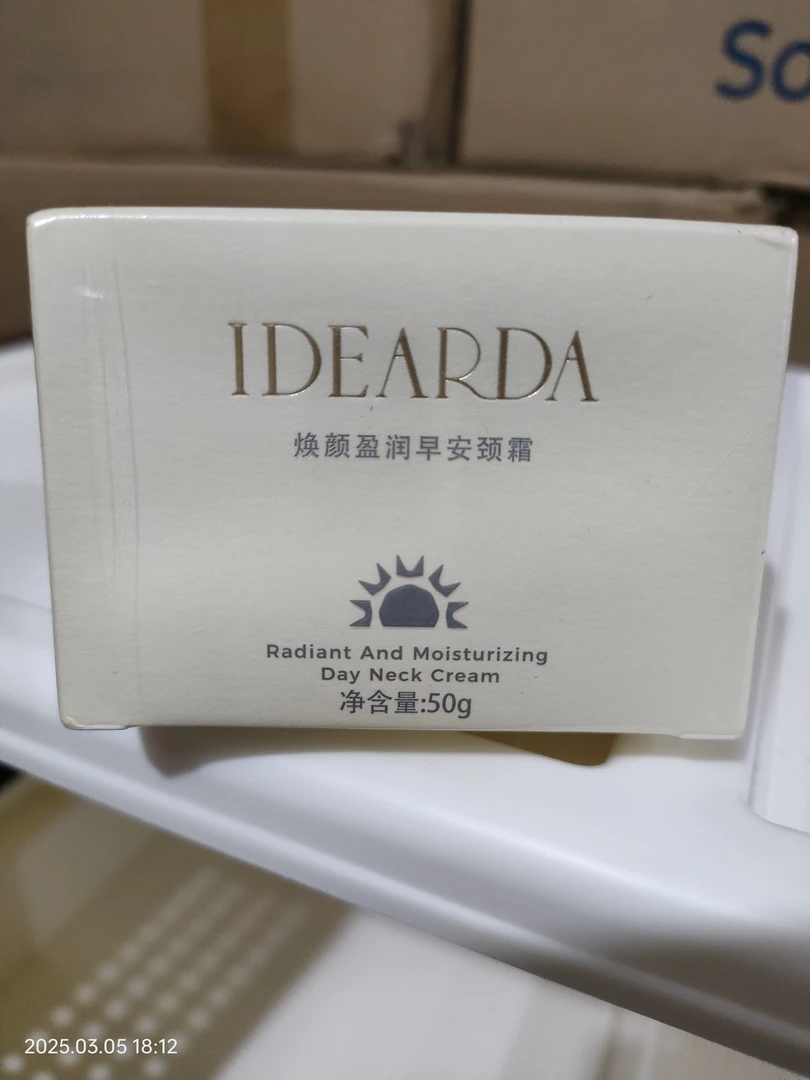 So
IDEARDA
焕颜盈润早安颈霜
Radiant And Moisturizing
Day Neck Cream
净含量:50g
2025.03.05 18:12